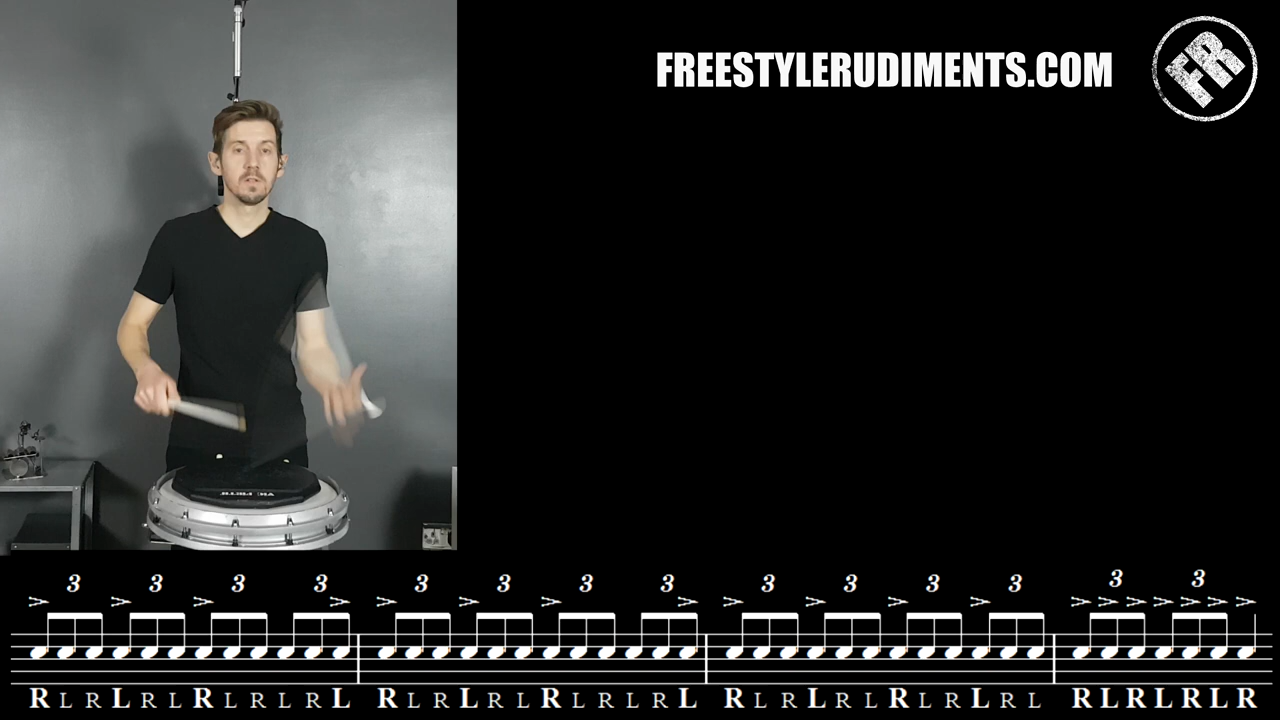 FREESTYLERUDIMENTS.COM
FR
3 3 3 3 3 3 3 3 3 3 3 3 3 3
R L R L R L R L R L R L R L R L R L R L R L R L R L R L R L R L R L R L R L R L R L R